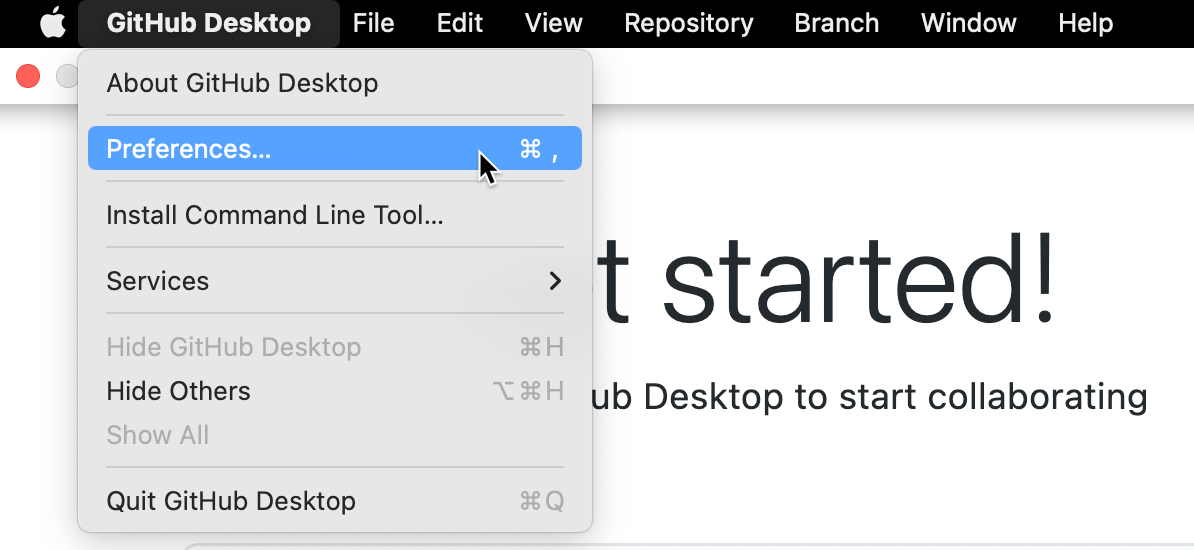 GitHub Desktop File Edit View Repository Branch Window Help
About GitHub Desktop
Preferences... ⌘ ,
Install Command Line Tool...
Services
Hide GitHub Desktop ⌘H
Hide Others ⌥⌘H
Show All
Quit GitHub Desktop ⌘Q
t started!
ub Desktop to start collaborating